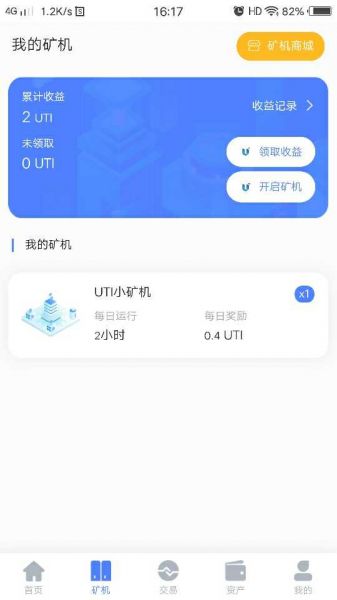 4G 1.2K/s 16:17 HD 82%
我的矿机
矿机商城
累计收益
收益记录
2 UTI
未领取
领取收益
0 UTI
开启矿机
我的矿机
UTI小矿机
x1
每日运行 每日奖励
2小时 0.4 UTI
首页 矿机 交易 资产 我的